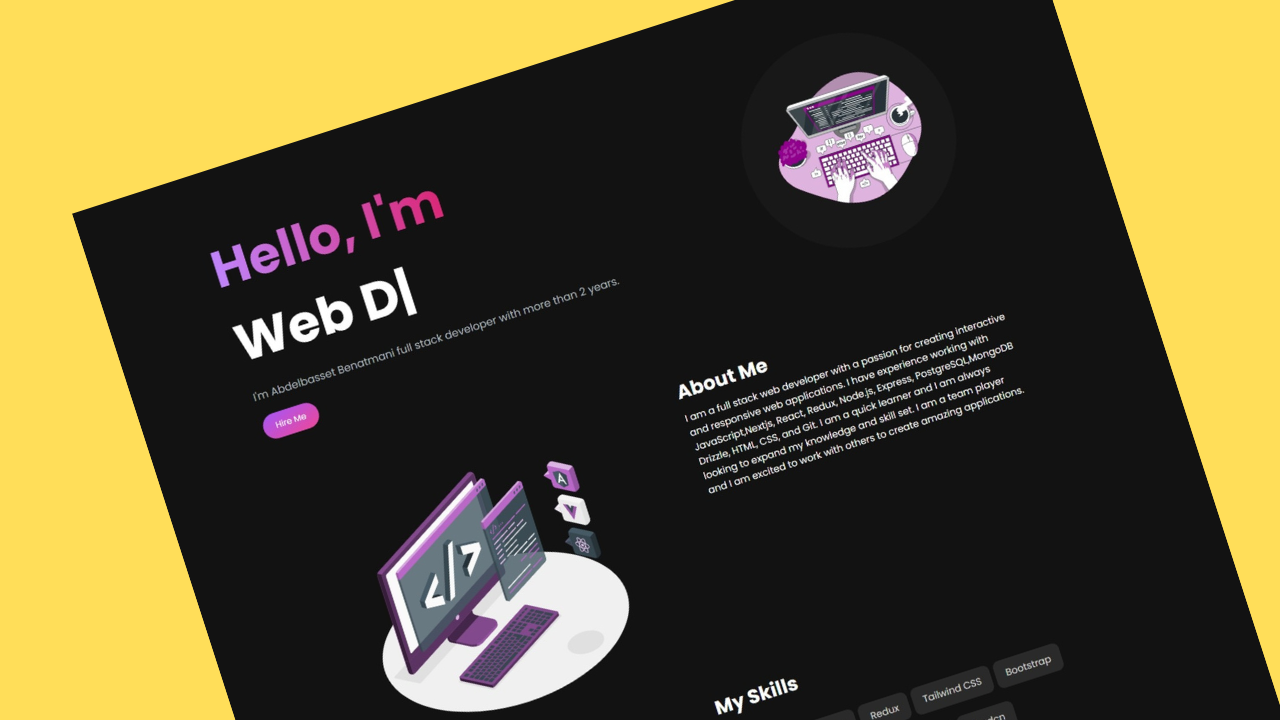 Hello, I'm
Web D|
I'm Abdelbasset Benatmani full stack developer with more than 2 years.
Hire Me
About Me
I am a full stack web developer with a passion for creating interactive
and responsive web applications. I have experience working with
JavaScript,Nextjs, React, Redux, Node.js, Express, PostgreSQl,MongoDB
Drizzle, HTML, CSS, and Git. I am a quick learner and I am always
looking to expand my knowledge and skill set. I am a team player
and I am excited to work with others to create amazing applications.
</>
A
My Skills
Redux
Tailwind CSS
Bootstrap